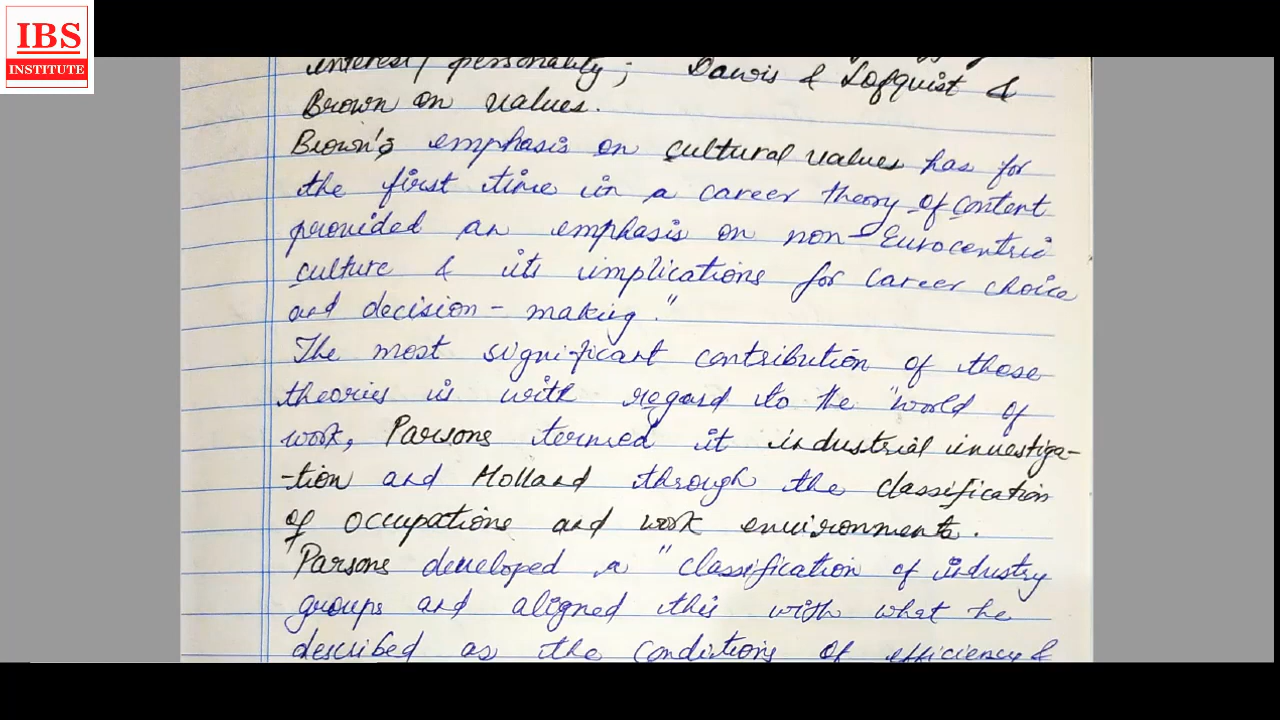 IBS
INSTITUTE
interest/personality; Dawis & Lofquist &
Brown on values.
Brown's emphasis on cultural values has for
the first time in a career theory of content
provided an emphasis on non-Eurocentric
culture & its implications for career choice
and decision-making."
The most significant contribution of these
theories is with regard to the "world of
work, Parsons termed it industrial investiga-
-tion and Holland through the classification
of occupations and work environments.
Parsons developed a "classification of industry
groups and aligned this with what he
described as the conditions of efficiency &